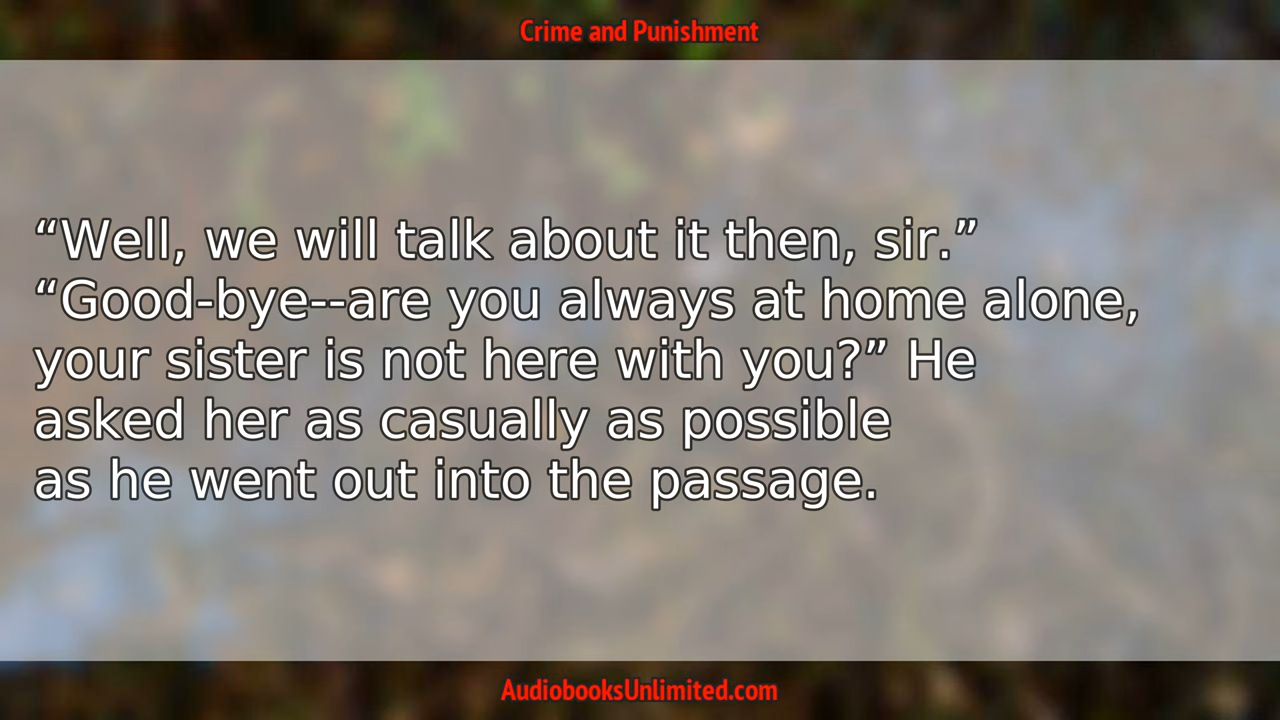 Crime and Punishment
“Well, we will talk about it then, sir.”
“Good-bye--are you always at home alone,
your sister is not here with you?” He
asked her as casually as possible
as he went out into the passage.
AudiobooksUnlimited.com